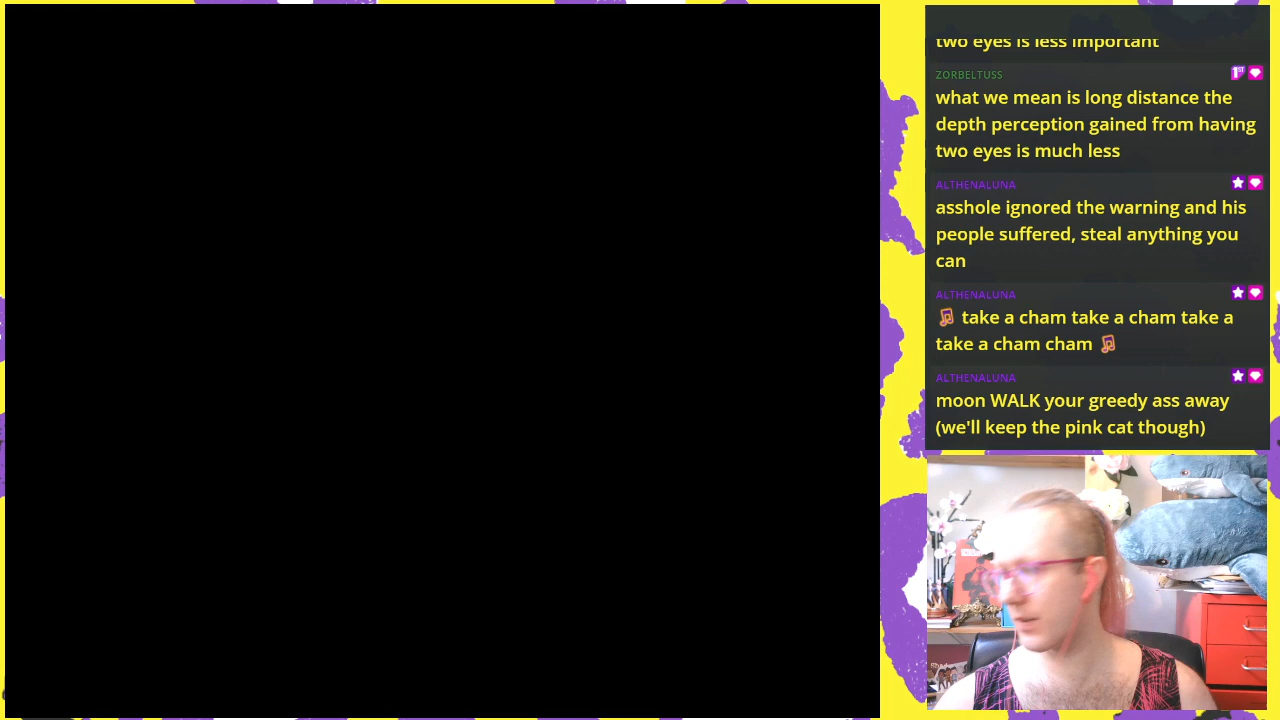 two eyes is less important
ZORBELTUSS
what we mean is long distance the
depth perception gained from having
two eyes is much less
ALTHENALUNA
asshole ignored the warning and his
people suffered, steal anything you
can
ALTHENALUNA
take a cham take a cham take a
take a cham cham
ALTHENALUNA
moon WALK your greedy ass away
(we'll keep the pink cat though)